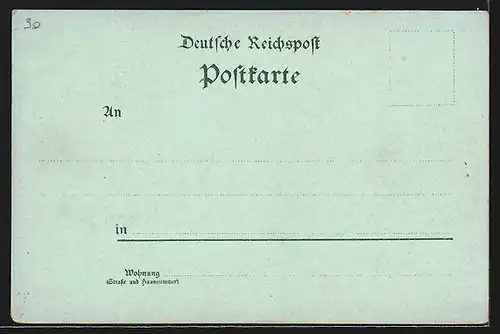 30
Deutsche Reichspost
Postkarte
An
in
Wohnung
(Straße und Hausnummer)